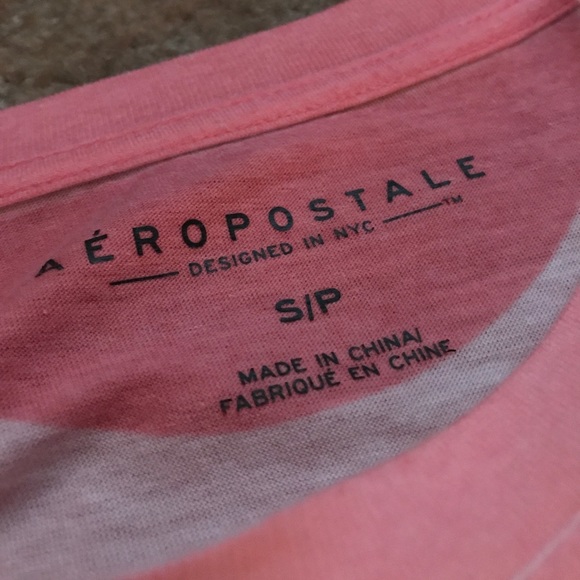 AÉROPOSTALE
DESIGNED IN NYC ™
S/P
MADE IN CHINA/
FABRIQUÉ EN CHINE